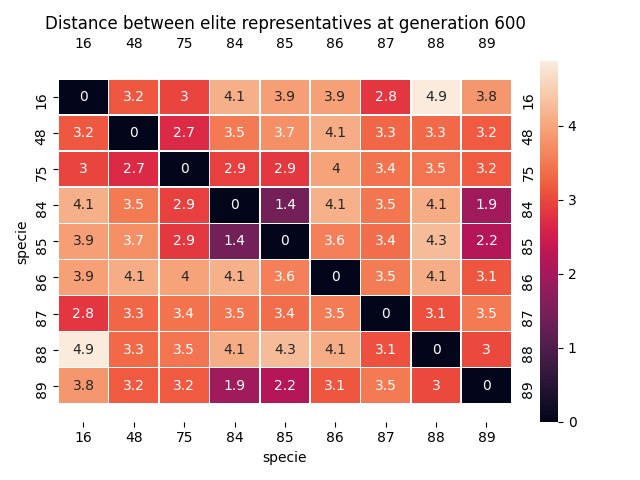 Distance between elite representatives at generation 600
16 48 75 84 85 86 87 88 89
16 0 3.2 3 4.1 3.9 3.9 2.8 4.9 3.8 16
48 3.2 0 2.7 3.5 3.7 4.1 3.3 3.3 3.2 48
75 3 2.7 0 2.9 2.9 4 3.4 3.5 3.2 75
84 4.1 3.5 2.9 0 1.4 4.1 3.5 4.1 1.9 84
85 3.9 3.7 2.9 1.4 0 3.6 3.4 4.3 2.2 85
86 3.9 4.1 4 4.1 3.6 0 3.5 4.1 3.1 86
87 2.8 3.3 3.4 3.5 3.4 3.5 0 3.1 3.5 87
88 4.9 3.3 3.5 4.1 4.3 4.1 3.1 0 3 88
89 3.8 3.2 3.2 1.9 2.2 3.1 3.5 3 0 89
16 48 75 84 85 86 87 88 89
specie
specie
4
3
2
1
0